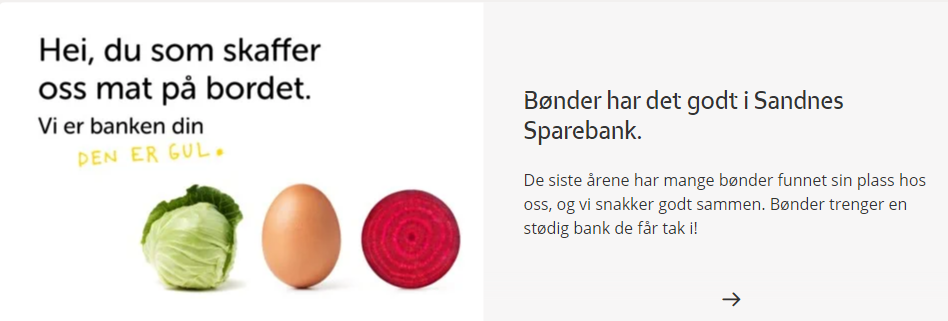 Hei, du som skaffer
oss mat på bordet.
Vi er banken din
DEN ER GUL.
Bønder har det godt i Sandnes
Sparebank.
De siste årene har mange bønder funnet sin plass hos
oss, og vi snakker godt sammen. Bønder trenger en
stødig bank de får tak i!